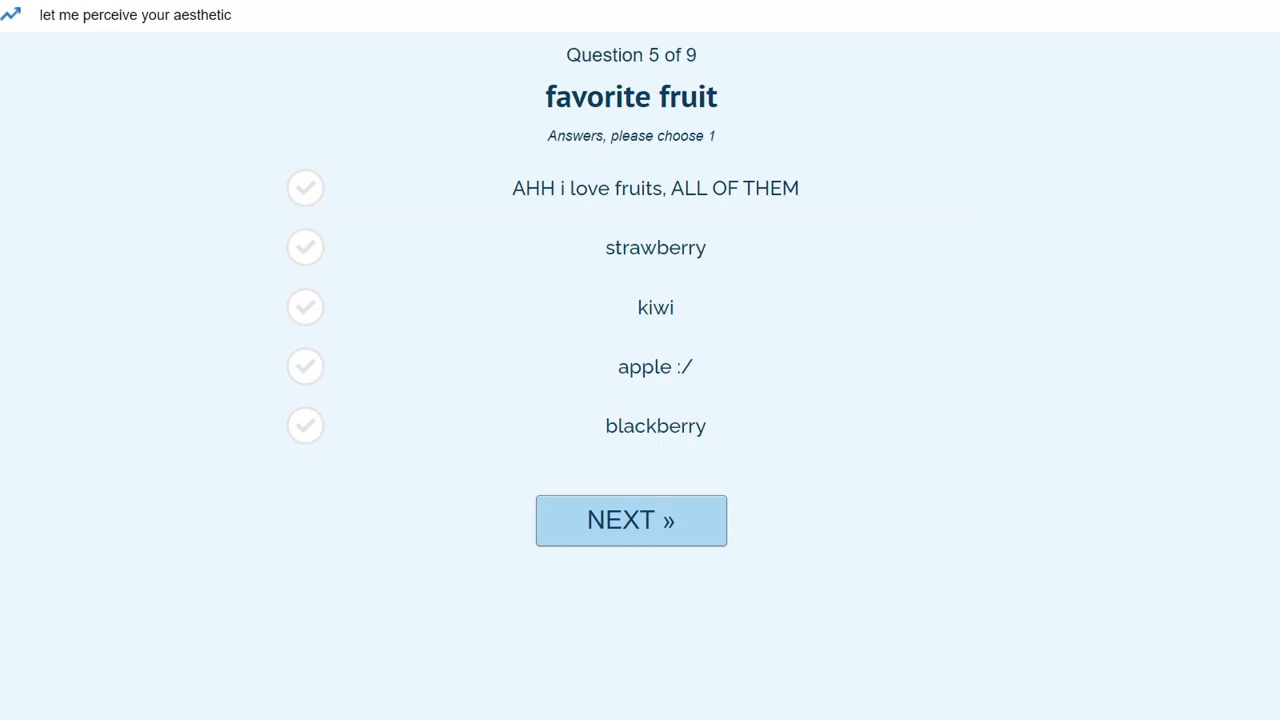 let me perceive your aesthetic
Question 5 of 9
favorite fruit
Answers, please choose 1
AHH i love fruits, ALL OF THEM
strawberry
kiwi
apple :/
blackberry
NEXT »